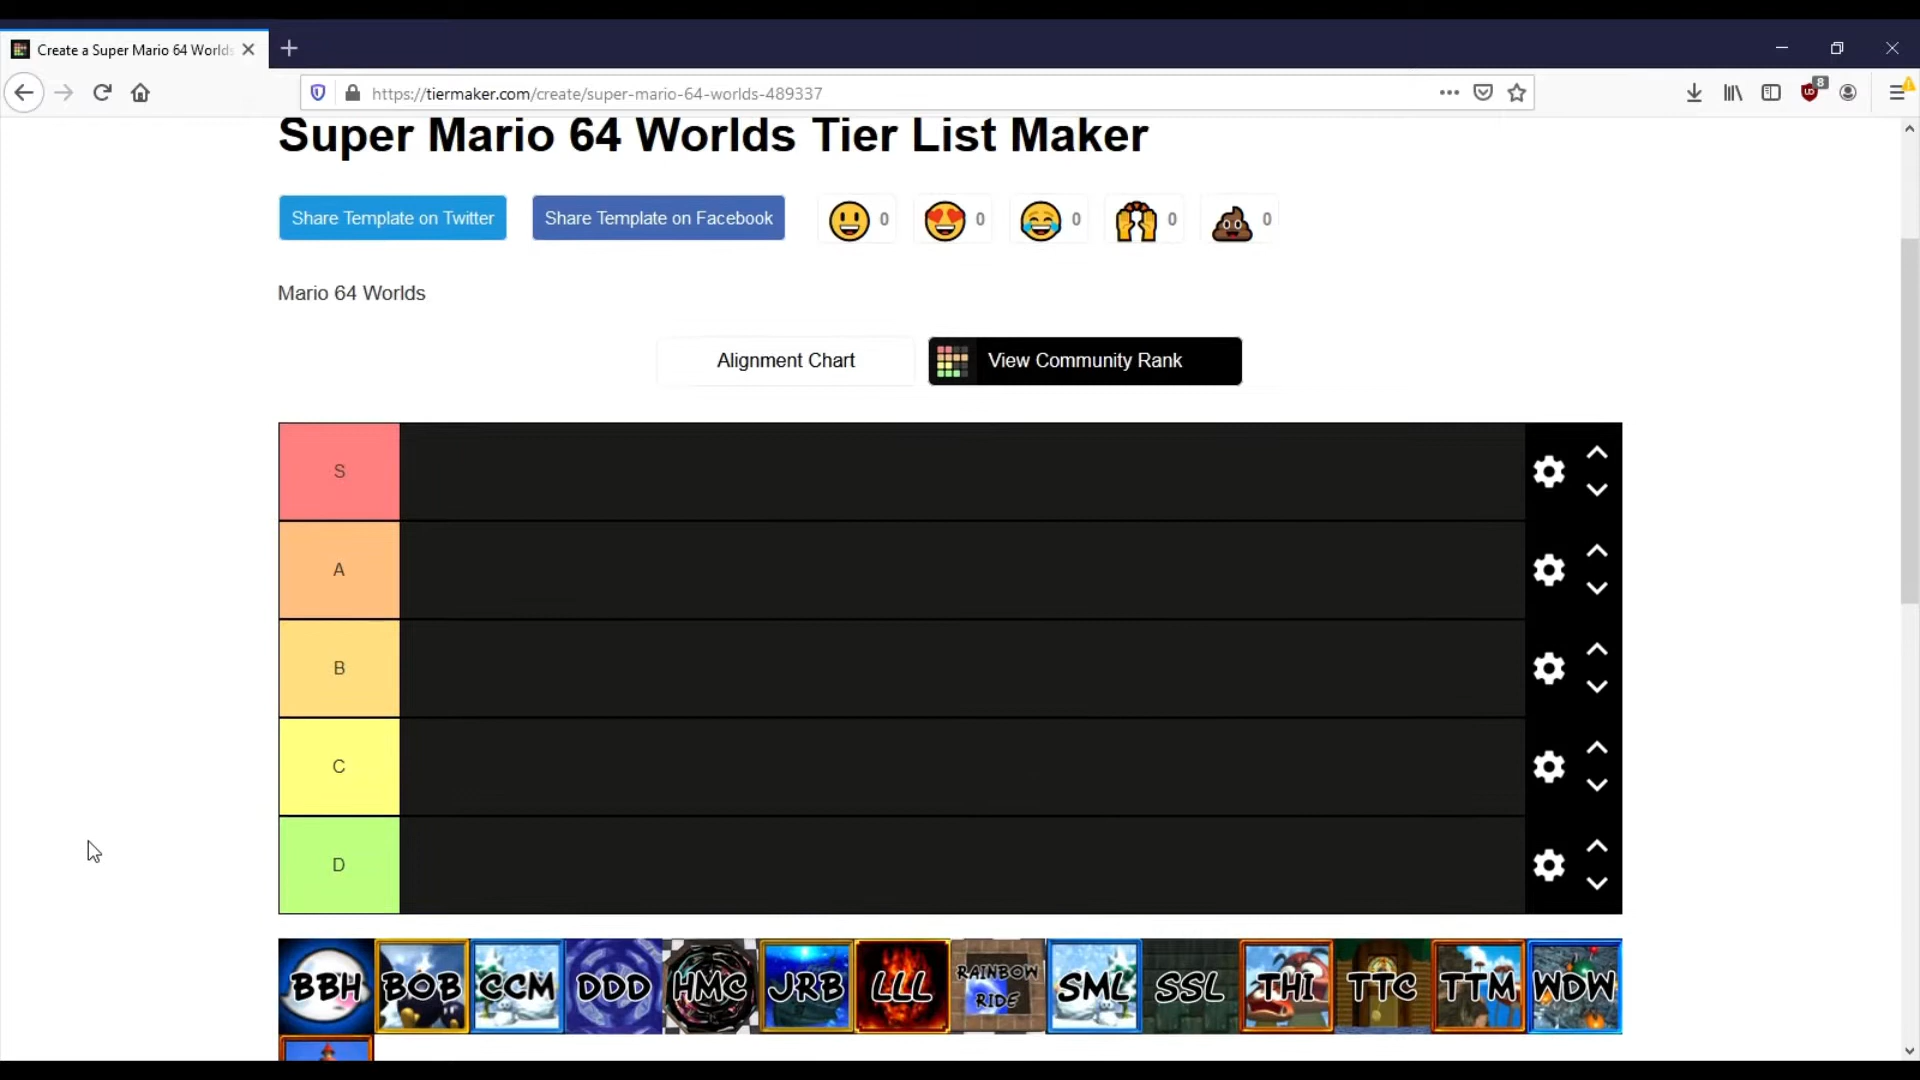 Create a Super Mario 64 Worlds
https://tiermaker.com/create/super-mario-64-worlds-489337
8
Super Mario 64 Worlds Tier List Maker
Share Template on Twitter
Share Template on Facebook
0
0
0
0
0
Mario 64 Worlds
Alignment Chart
View Community Rank
S
A
B
C
D
BBH
BOB
CCM
DDD
HMC
JRB
LLL
RAINBOW
RIDE
SML
SSL
THI
TTC
TTM
WDW